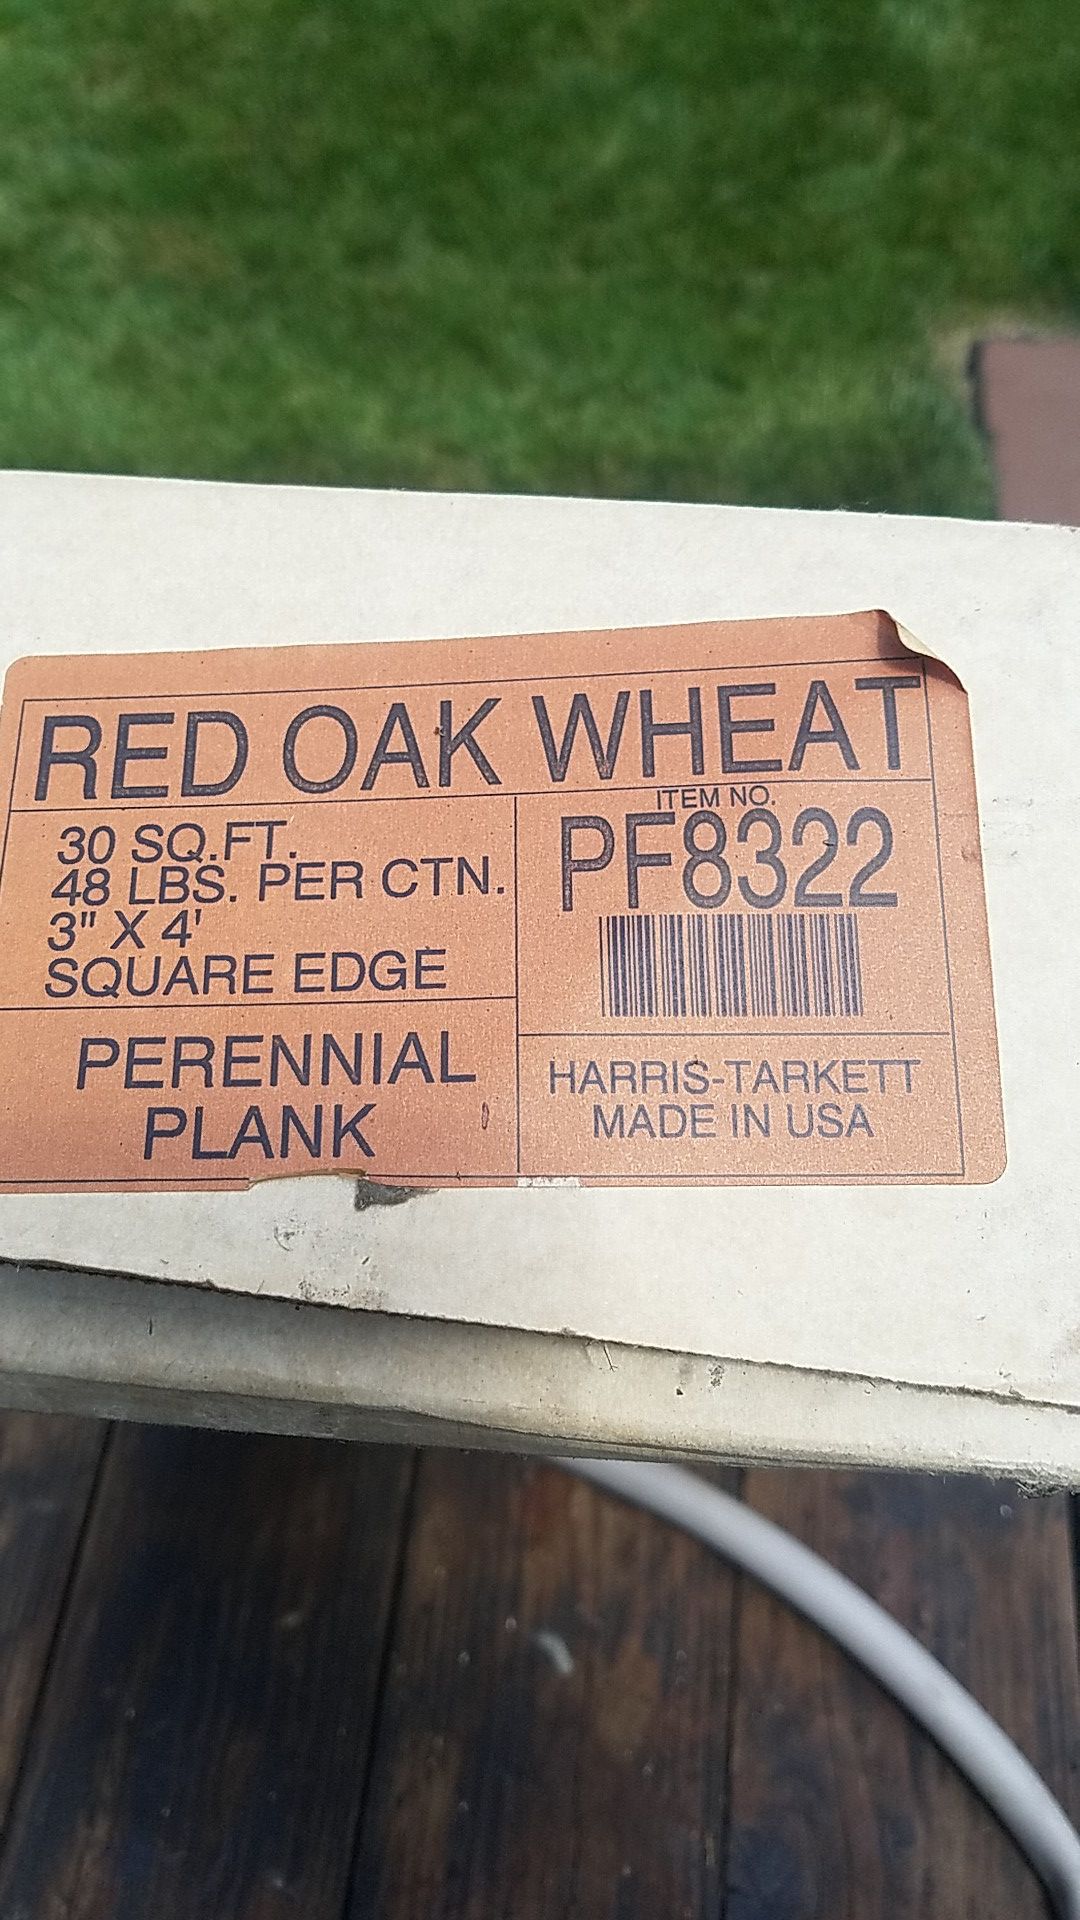 RED OAK WHEAT
30 SQ.FT.
48 LBS. PER CTN.
3" X 4'
SQUARE EDGE
ITEM NO.
PF8322
PERENNIAL
PLANK
HARRIS-TARKETT
MADE IN USA